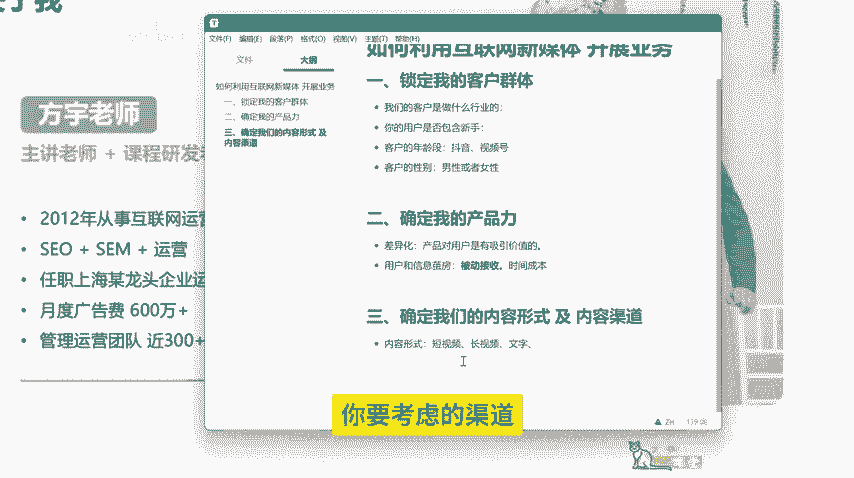 方宇老师
主讲老师 + 课程研发
• 2012年从事互联网运营
• SEO + SEM + 运营
• 任职上海某龙头企业运
• 月度广告费 600万+
• 管理运营团队 近300+
文件(F) 编辑(E) 段落(P) 格式(O) 视图(V) 主题(T) 帮助(H)
文件 大纲
如何利用互联网新媒体 开展业务
一、锁定我的客户群体
二、确定我的产品力
三、确定我们的内容形式 及
内容渠道
如何利用互联网新媒体 开展业务
一、锁定我的客户群体
• 我们的客户是做什么行业的:
• 你的用户是否包含新手:
• 客户的年龄段: 抖音、视频号
• 客户的性别: 男性或者女性
二、确定我的产品力
• 差异化: 产品对用户是有吸引价值的。
• 用户和信息茧房: 被动接收。时间成本
三、确定我们的内容形式 及 内容渠道
• 内容形式: 短视频、长视频、文字、
你要考虑的渠道